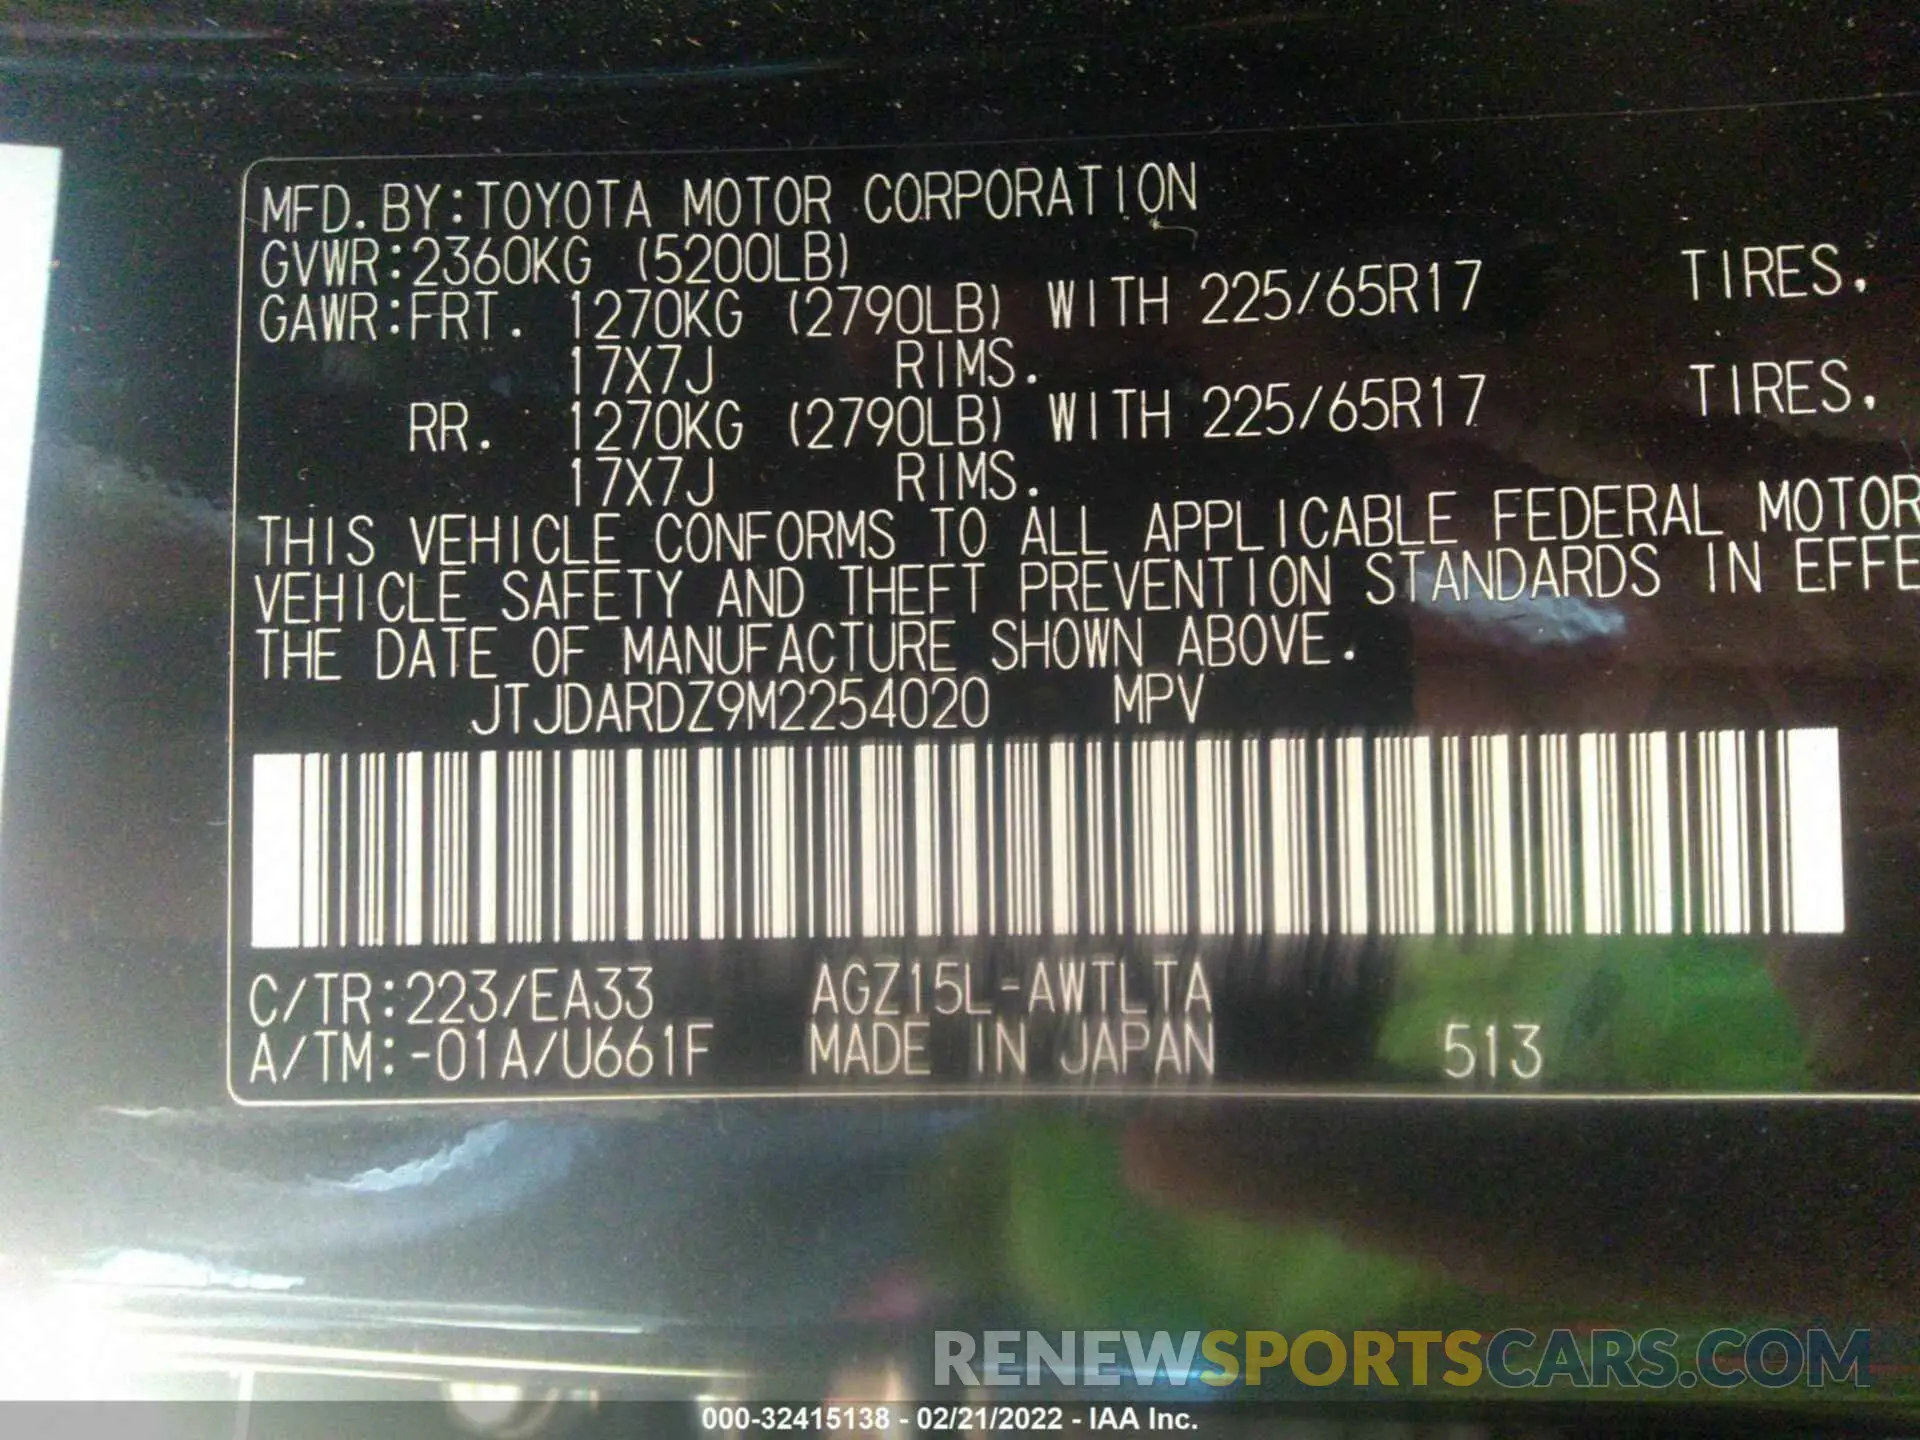 MFD.BY:TOYOTA MOTOR CORPORATION
GVWR:2360KG (5200LB)
GAWR:FRT. 1270KG (2790LB) WITH 225/65R17 TIRES,
17X7J RIMS.
RR. 1270KG (2790LB) WITH 225/65R17 TIRES,
17X7J RIMS.
THIS VEHICLE CONFORMS TO ALL APPLICABLE FEDERAL MOTOR
VEHICLE SAFETY AND THEFT PREVENTION STANDARDS IN EFFE
THE DATE OF MANUFACTURE SHOWN ABOVE.
JTJDARDZ9M2254020 MPV
C/TR:223/EA33 AGZ15L-AWTLTA
A/TM:-01A/U661F MADE IN JAPAN 513
RENEWSPORTSCARS.COM
000-32415138 - 02/21/2022 - IAA Inc.